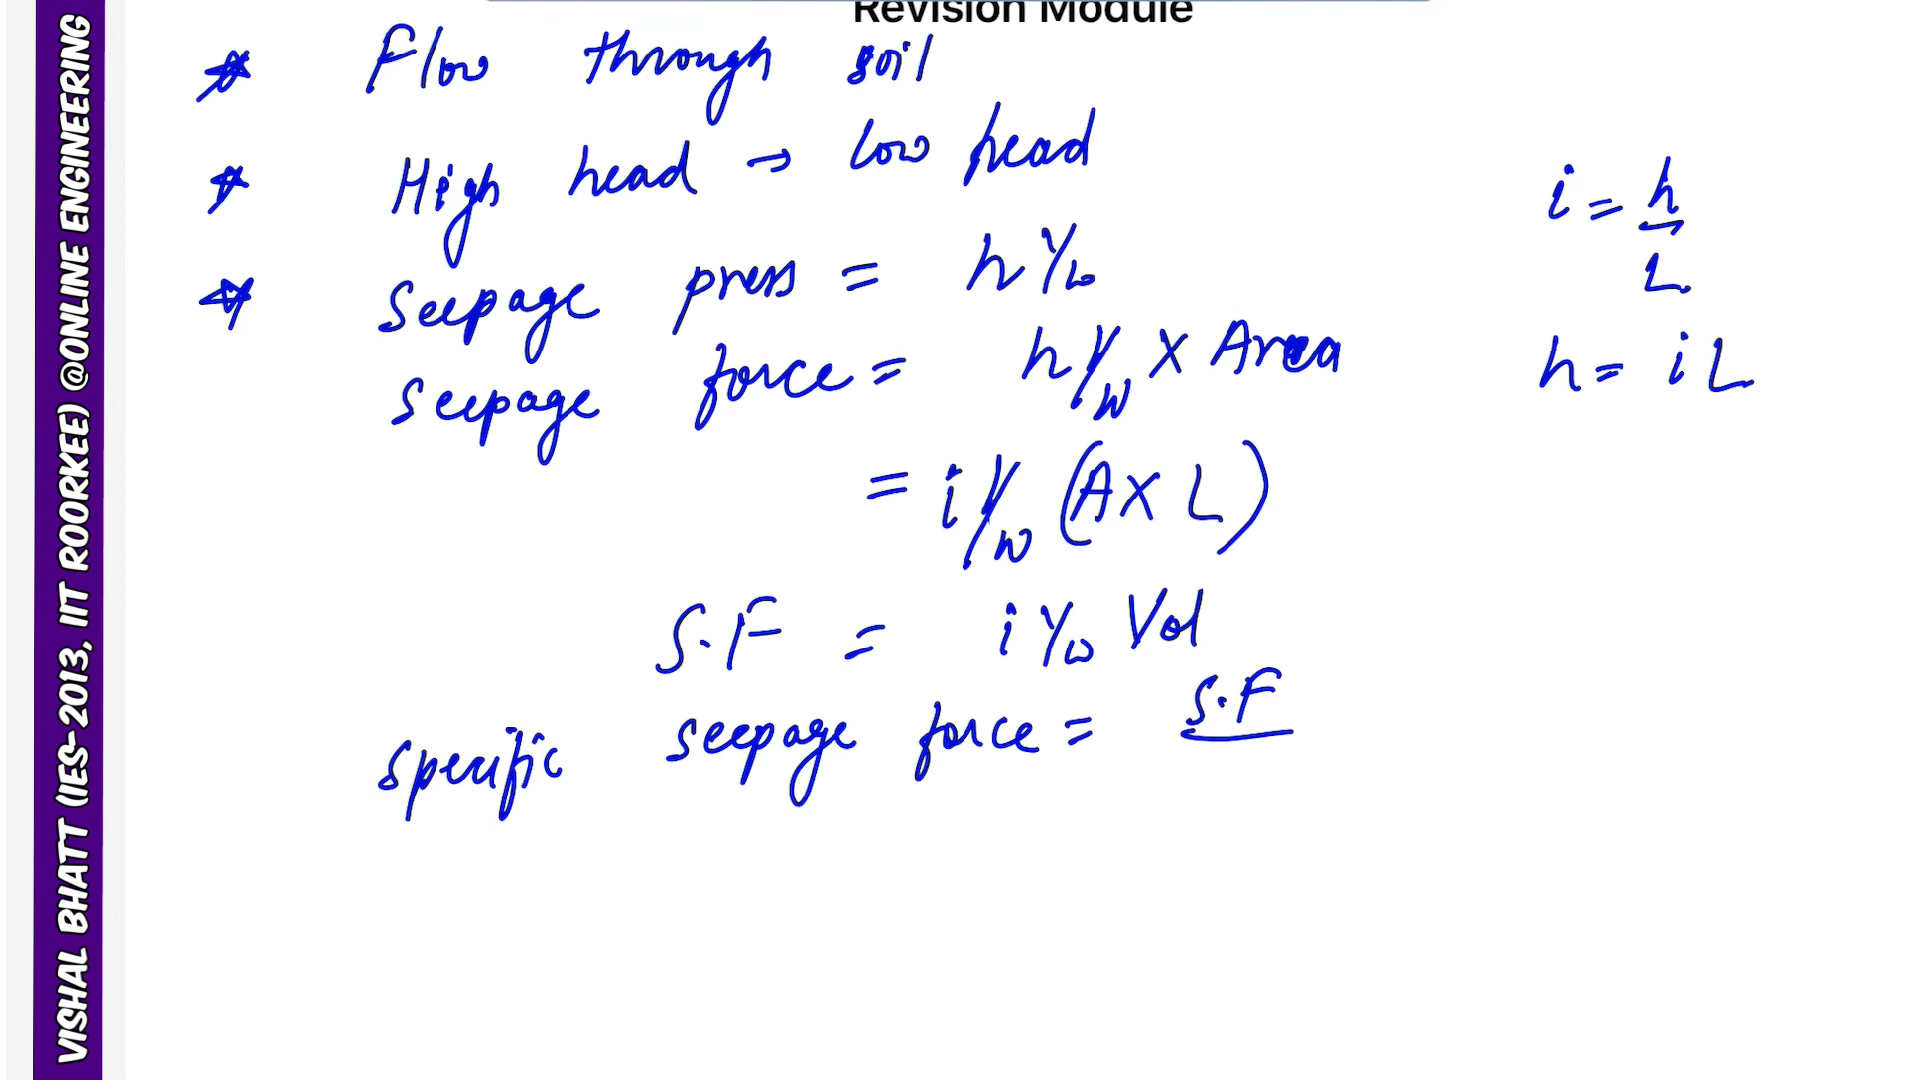 Revision Module
Flow through soil
High head → low head
Seepage press = hγw
Seepage force = hγw × Area
= iγw (A × L)
S.F = iγw Vol
specific seepage force = S.F
i = h
L
h = iL
VISHAL BHATT (IES-2013, IIT ROORKEE) @ONLINE ENGINEERING